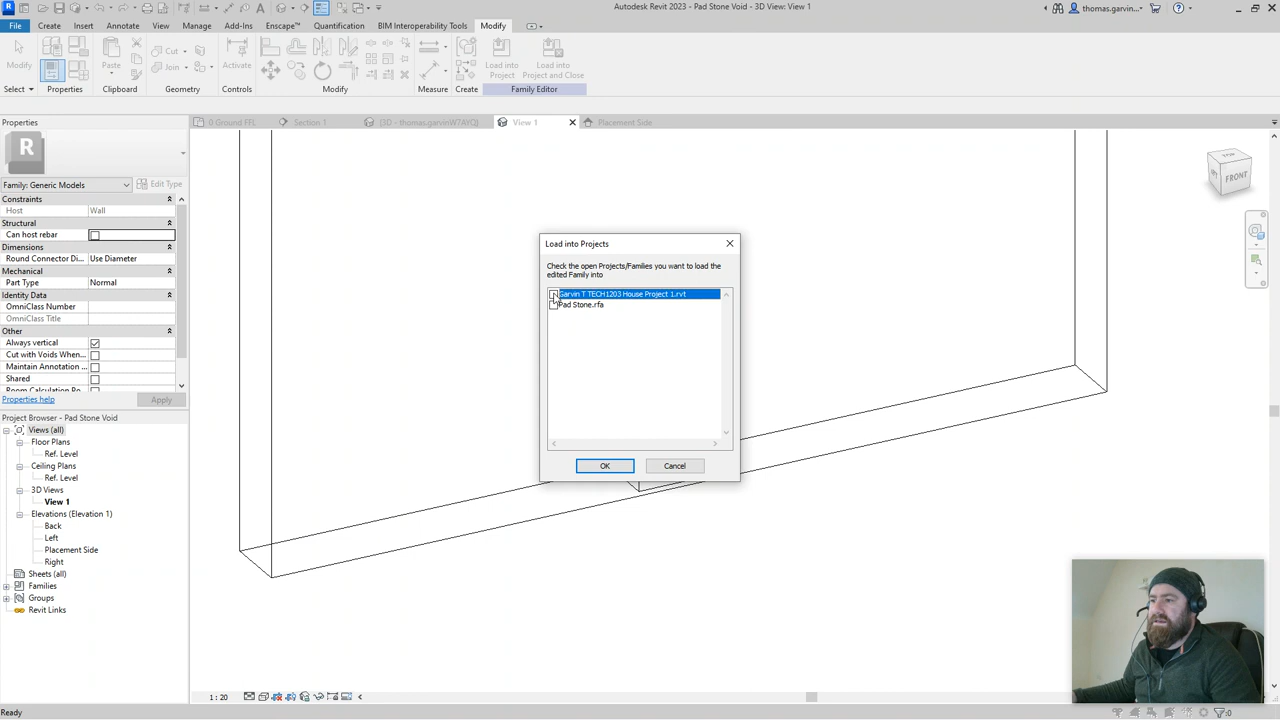 Autodesk Revit 2023 - Pad Stone Void - 3D View: View 1
thomas.garvin...
File Create Insert Annotate View Manage Add-Ins Enscape™ Quantification BIM Interoperability Tools Modify
Modify
Paste
Cut
Join
Activate
Load into
Project
Load into
Project and Close
Select Properties Clipboard Geometry Controls Modify Measure Create Family Editor
Properties
0 Ground FFL
Section 1
View 1
Placement Side
Family: Generic Models
Edit Type
Constraints
Host Wall
Structural
Can host rebar
Dimensions
Round Connector Di... Use Diameter
Mechanical
Part Type Normal
Identity Data
OmniClass Number
OmniClass Title
Other
Always vertical
Cut with Voids When...
Maintain Annotation
Shared
Properties help
Apply
Project Browser - Pad Stone Void
Views (all)
Floor Plans
Ref. Level
Ceiling Plans
Ref. Level
3D Views
View 1
Elevations (Elevation 1)
Back
Left
Placement Side
Right
Sheets (all)
Families
Groups
Revit Links
Load into Projects
Check the open Projects/Families you want to load the
edited Family into
Garvin T TECH1203 House Project 1.rvt
Pad Stone.rfa
OK
Cancel
TOP
FRONT
1 : 20
Ready
:0